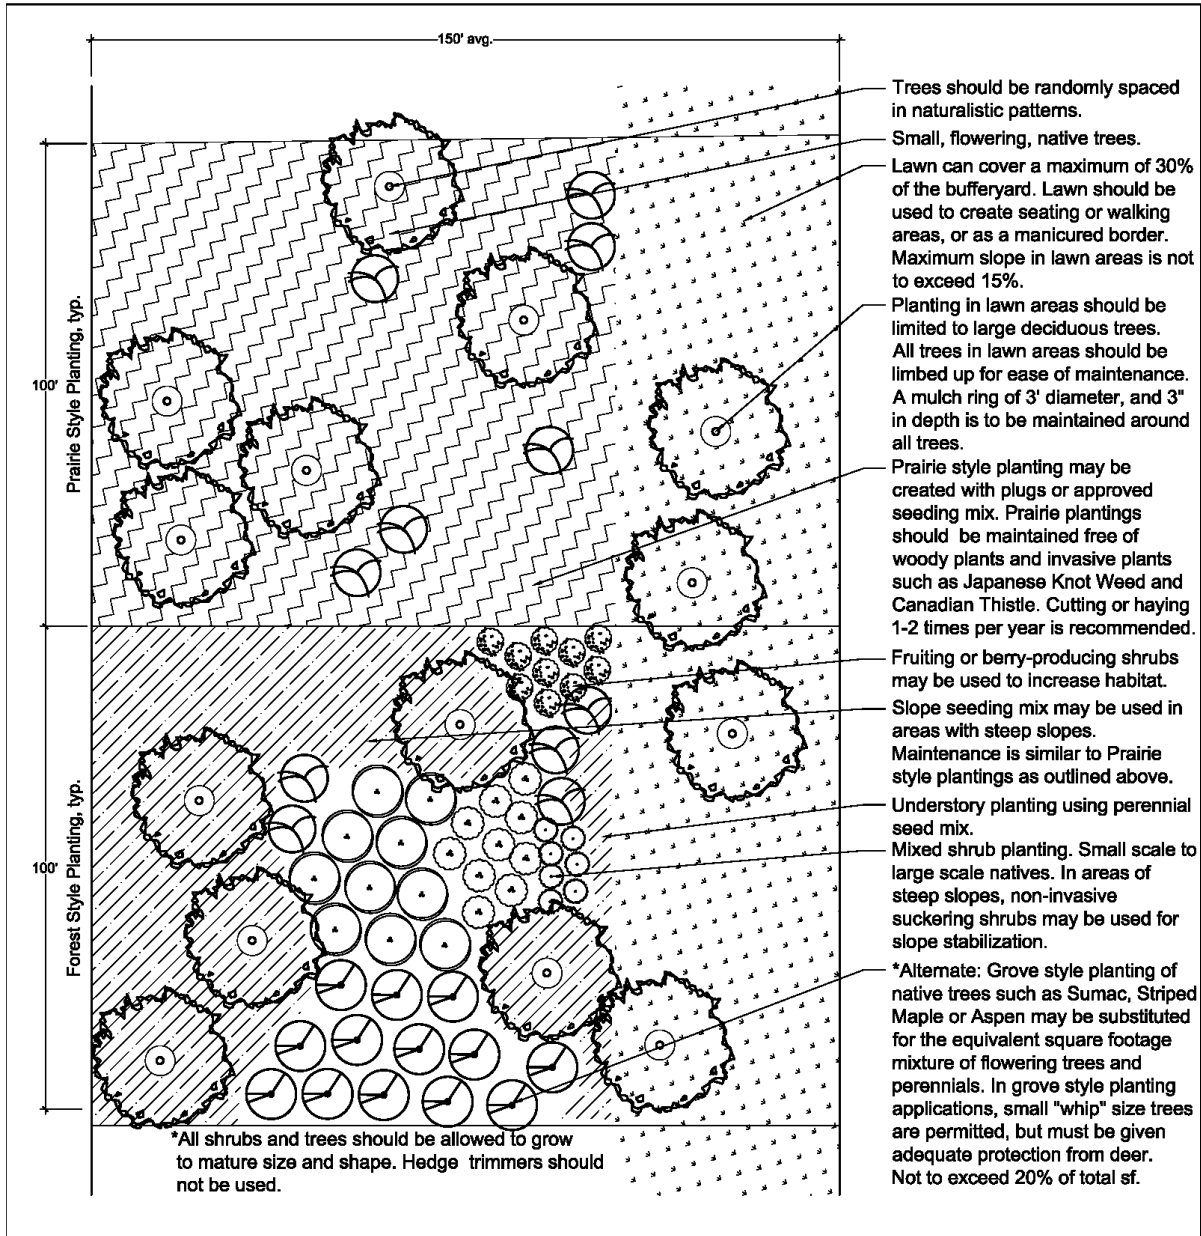 150' avg.
Trees should be randomly spaced
in naturalistic patterns.
Small, flowering, native trees.
Lawn can cover a maximum of 30%
of the bufferyard. Lawn should be
used to create seating or walking
areas, or as a manicured border.
Maximum slope in lawn areas is not
to exceed 15%.
Planting in lawn areas should be
limited to large deciduous trees.
All trees in lawn areas should be
limbed up for ease of maintenance.
A mulch ring of 3' diameter, and 3"
in depth is to be maintained around
all trees.
Prairie style planting may be
created with plugs or approved
seeding mix. Prairie plantings
should be maintained free of
woody plants and invasive plants
such as Japanese Knot Weed and
Canadian Thistle. Cutting or haying
1-2 times per year is recommended.
Fruiting or berry-producing shrubs
may be used to increase habitat.
Slope seeding mix may be used in
areas with steep slopes.
Maintenance is similar to Prairie
style plantings as outlined above.
Understory planting using perennial
seed mix.
Mixed shrub planting. Small scale to
large scale natives. In areas of
steep slopes, non-invasive
suckering shrubs may be used for
slope stabilization.
*Alternate: Grove style planting of
native trees such as Sumac, Striped
Maple or Aspen may be substituted
for the equivalent square footage
mixture of flowering trees and
perennials. In grove style planting
applications, small "whip" size trees
are permitted, but must be given
adequate protection from deer.
Not to exceed 20% of total sf.
100'
Prairie Style Planting, typ.
100'
Forest Style Planting, typ.
*All shrubs and trees should be allowed to grow
to mature size and shape. Hedge trimmers should
not be used.